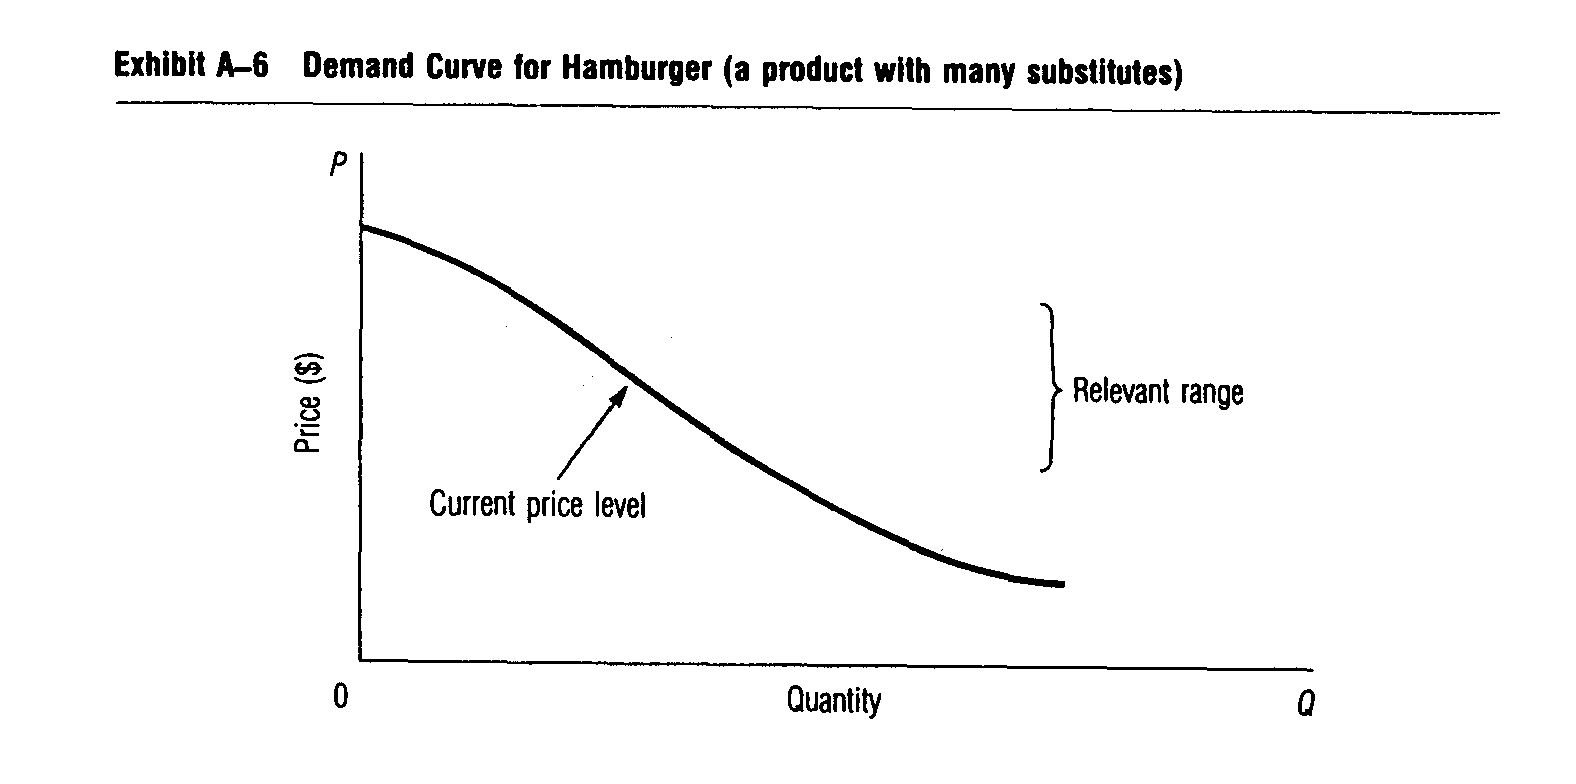 Exhibit A–6 Demand Curve for Hamburger (a product with many substitutes)
P
Price ($)
Relevant range
Current price level
0
Quantity
Q